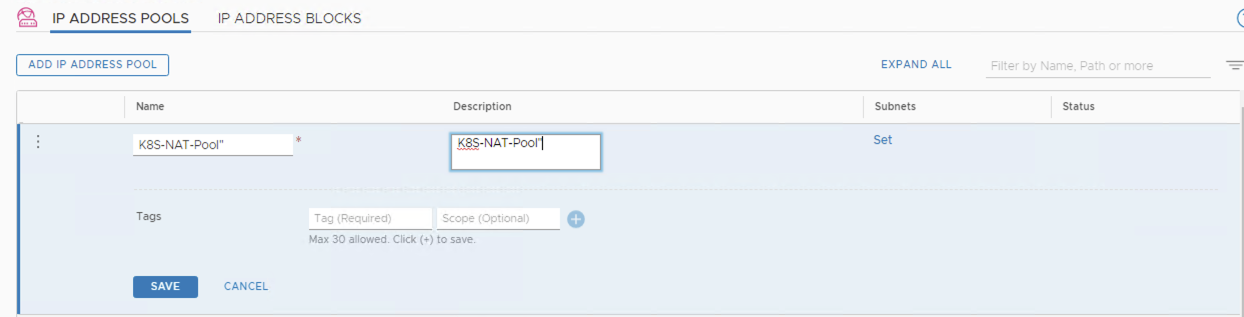 IP ADDRESS POOLS IP ADDRESS BLOCKS
ADD IP ADDRESS POOL EXPAND ALL Filter by Name, Path or more
Name Description Subnets Status
K8S-NAT-Pool" * K8S-NAT-Pool" Set
Tags Tag (Required) Scope (Optional)
Max 30 allowed. Click (+) to save.
SAVE CANCEL